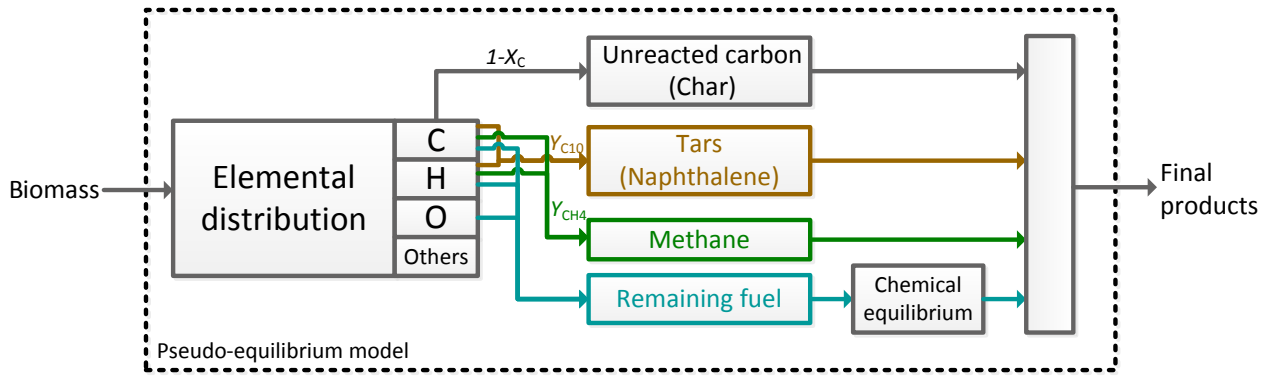 Biomass
Elemental
distribution
C
H
O
Others
1-XC
YC10
YCH4
Unreacted carbon
(Char)
Tars
(Naphthalene)
Methane
Remaining fuel
Chemical
equilibrium
Final
products
Pseudo-equilibrium model